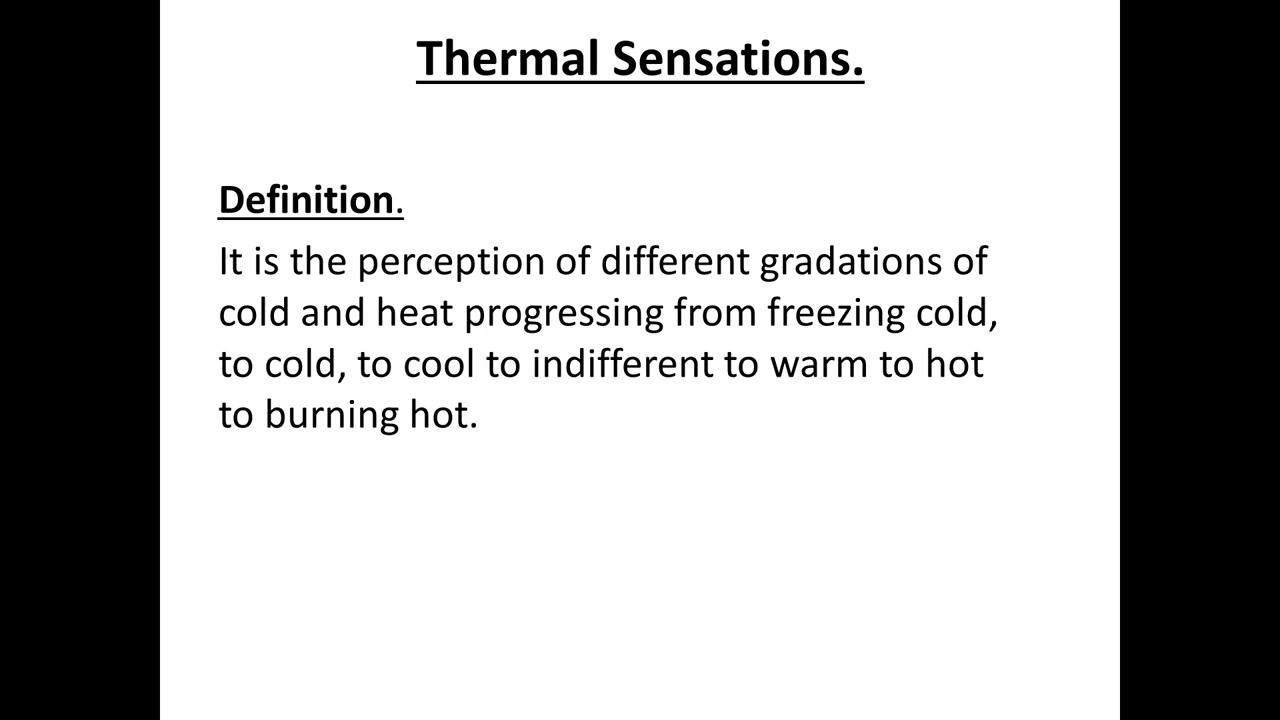 Thermal Sensations.
Definition.
It is the perception of different gradations of
cold and heat progressing from freezing cold,
to cold, to cool to indifferent to warm to hot
to burning hot.